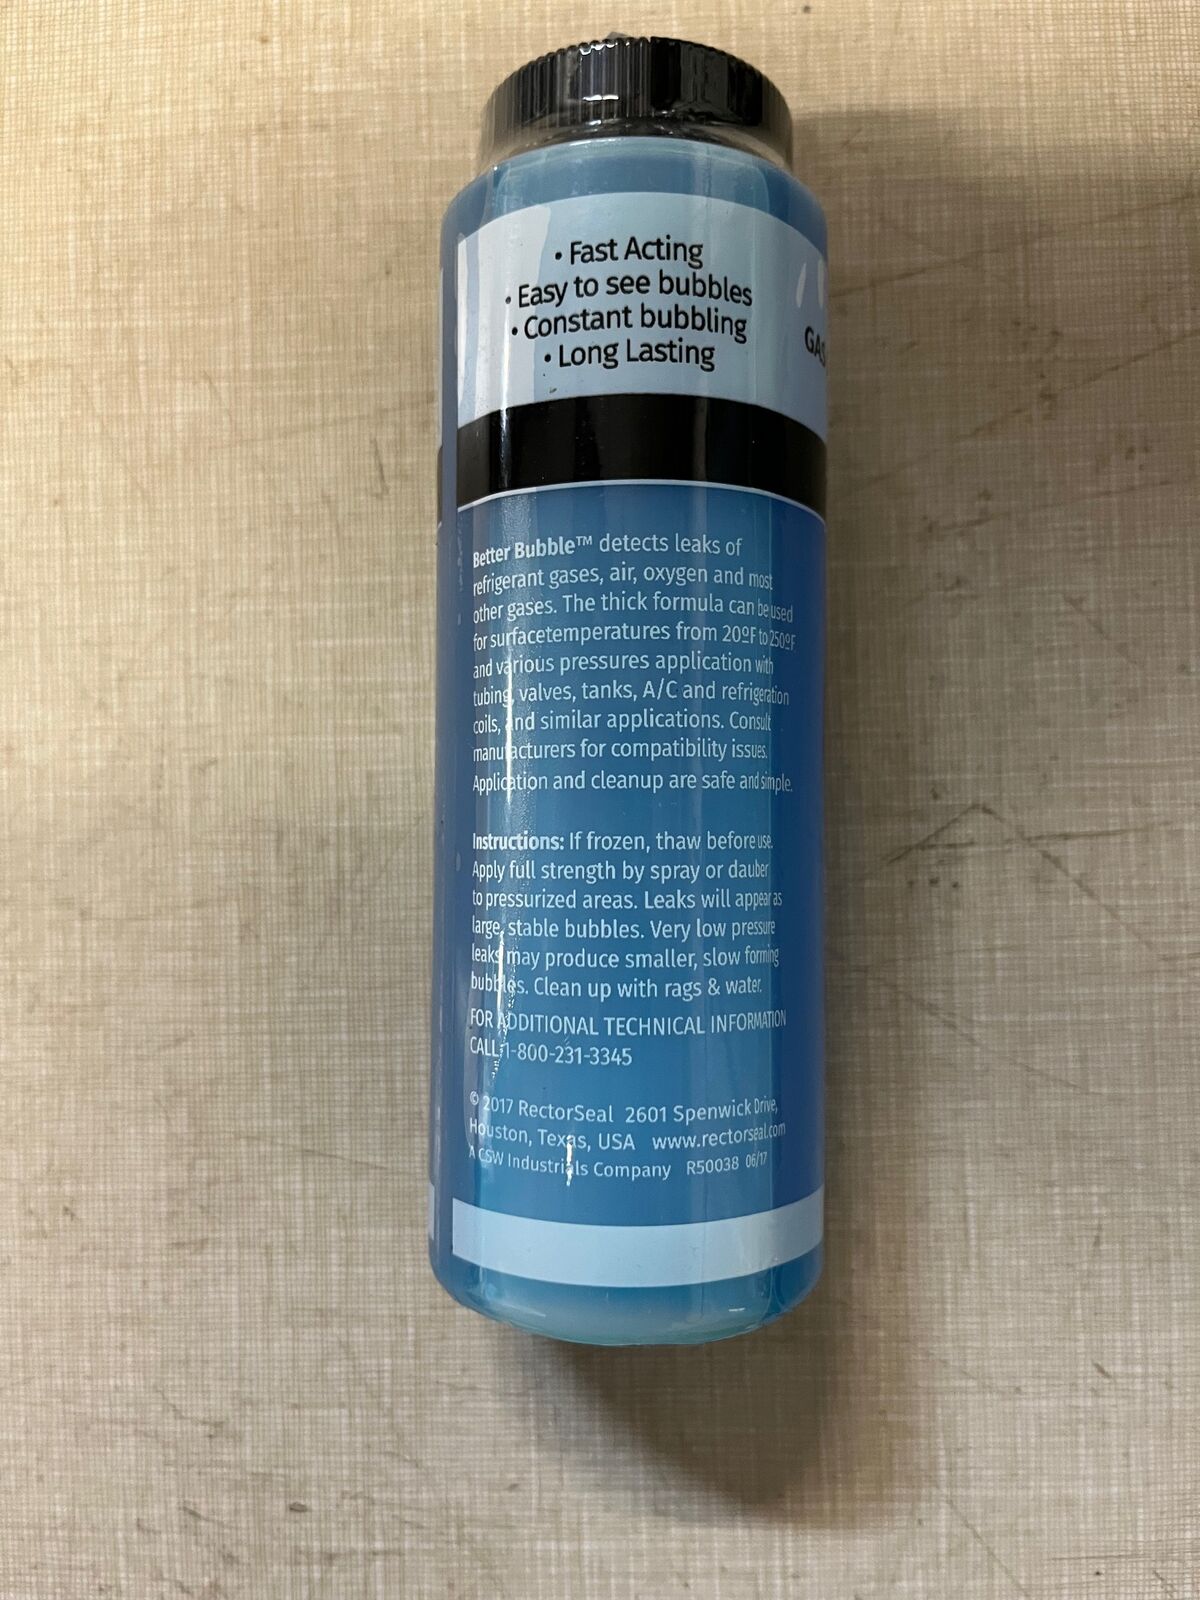 • Fast Acting
• Easy to see bubbles
• Constant bubbling
• Long Lasting
GAS
Better Bubble™ detects leaks of
refrigerant gases, air, oxygen and most
other gases. The thick formula can be used
for surfacetemperatures from 20ºF to 250ºF
and various pressures application with
tubing, valves, tanks, A/C and refrigeration
coils, and similar applications. Consult
manufacturers for compatibility issues.
Application and cleanup are safe and simple.
Instructions: If frozen, thaw before use.
Apply full strength by spray or dauber
to pressurized areas. Leaks will appear as
large, stable bubbles. Very low pressure
leaks may produce smaller, slow forming
bubbles. Clean up with rags & water.
FOR ADDITIONAL TECHNICAL INFORMATION
CALL 1-800-231-3345
© 2017 RectorSeal 2601 Spenwick Drive,
Houston, Texas, USA www.rectorseal.com
A CSW Industrials Company R50038 06/17